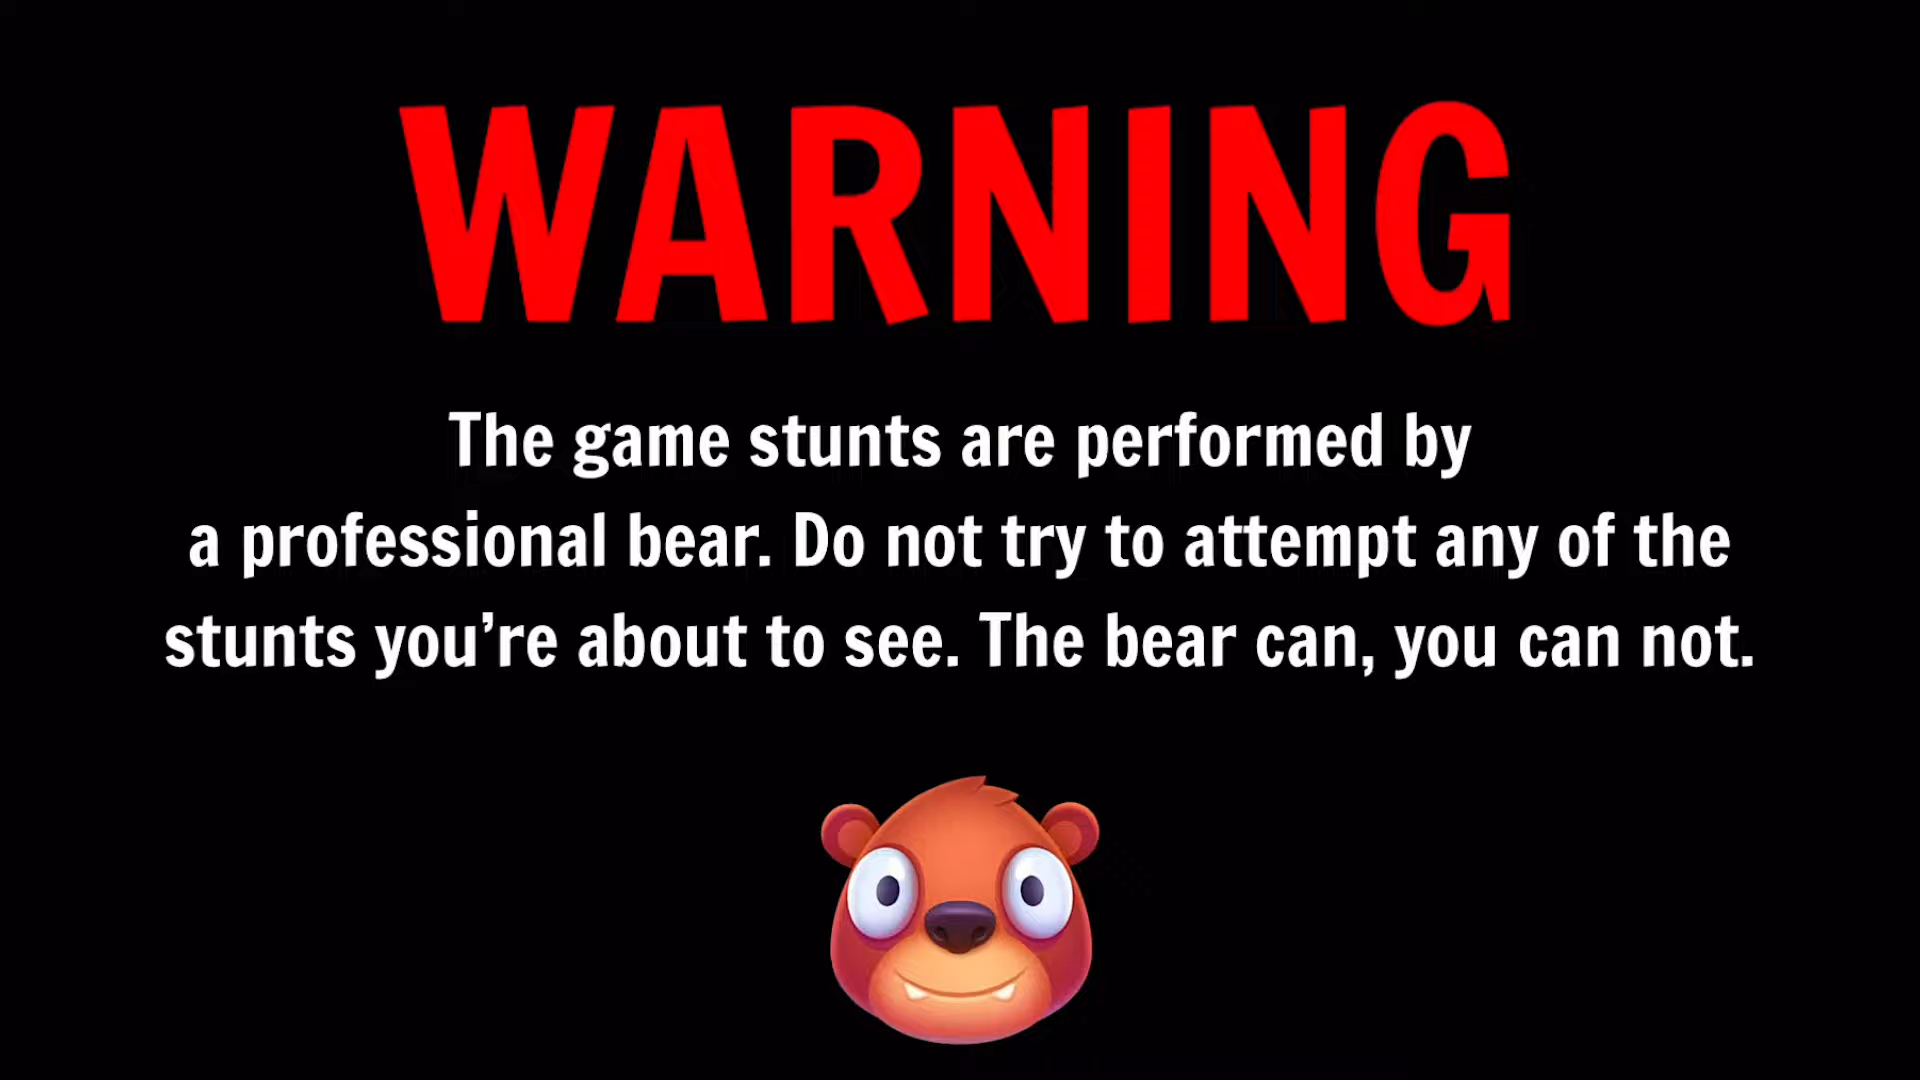 WARNING
The game stunts are performed by
a professional bear. Do not try to attempt any of the
stunts you’re about to see. The bear can, you can not.